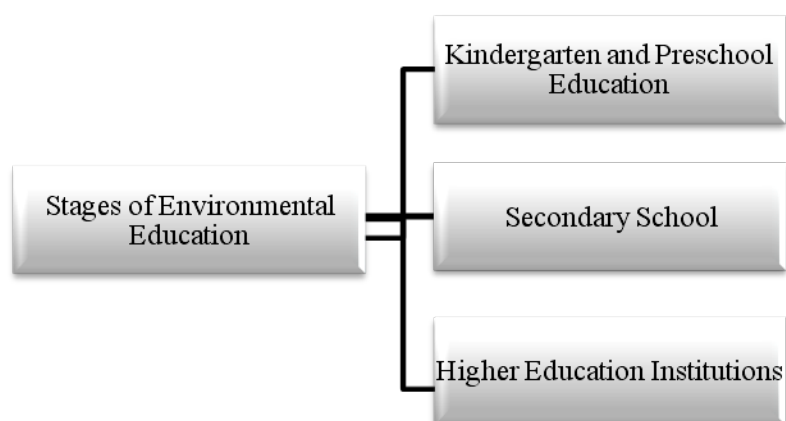 Kindergarten and Preschool
Education
Stages of Environmental
Education
Secondary School
Higher Education Institutions